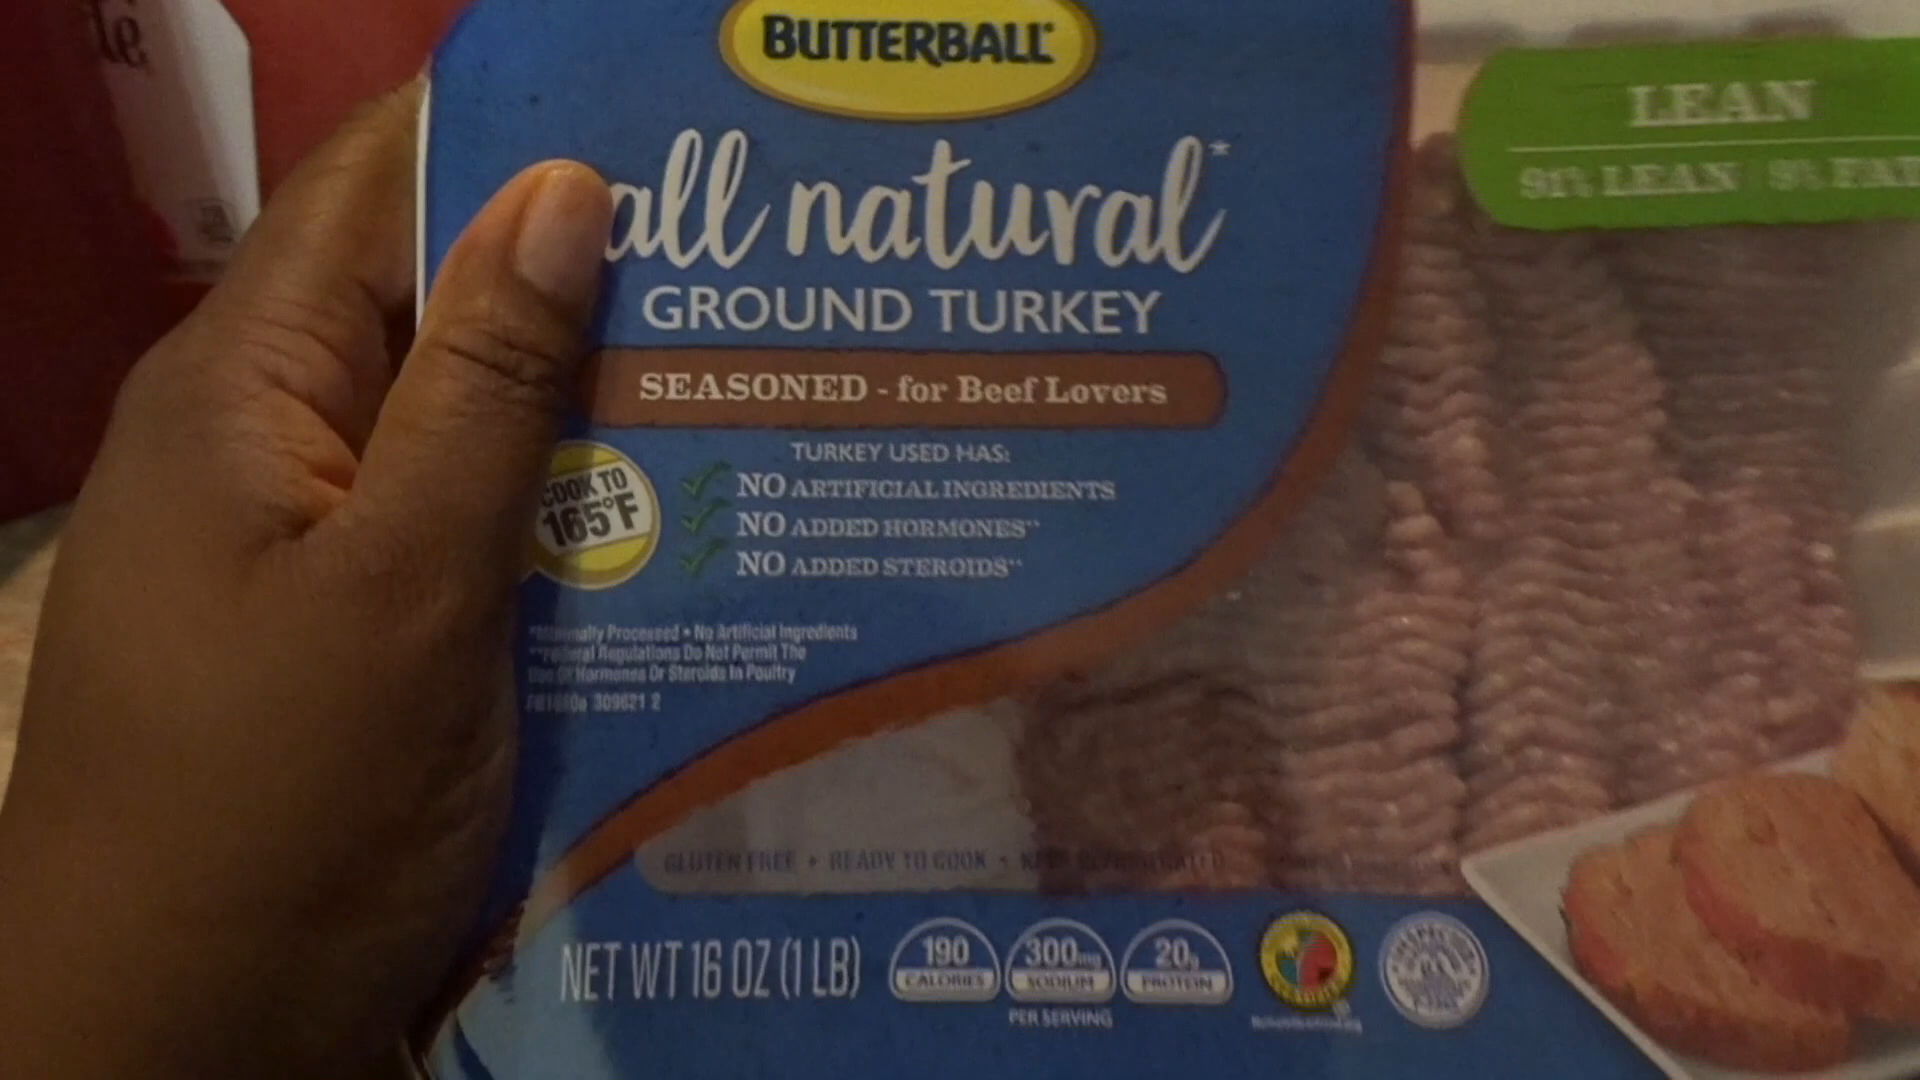 te
BUTTERBALL
all natural*
GROUND TURKEY
SEASONED - for Beef Lovers
TURKEY USED HAS:
NO ARTIFICIAL INGREDIENTS
NO ADDED HORMONES**
NO ADDED STEROIDS**
COOK TO
165°F
*Minimally Processed • No Artificial Ingredients
**Federal Regulations Do Not Permit The
Use Of Hormones Or Steroids In Poultry
309621 2
LEAN
91% LEAN / 9% FAT
GLUTEN FREE • READY TO COOK • KEEP REFRIGERATED
NET WT 16 OZ (1 LB)
190
CALORIES
300mg
SODIUM
20g
PROTEIN
PER SERVING